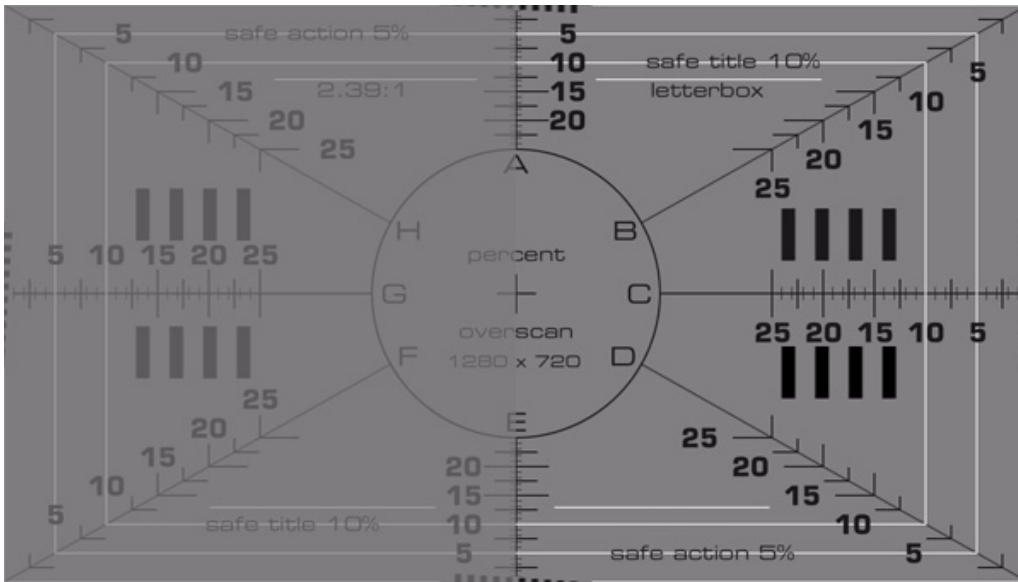 5 safe action 5% 5
10 10 safe title 10% 5
15 2.39:1 15 letterbox 10
20 20 15
25 20
A 25
H B
5 10 15 20 25 percent
G C
overscan 25 20 15 10 5
F 1280 x 720 D
25
20 E 25
15 20 20
10 15 15
5 safe title 10% 10 10
5 safe action 5% 5